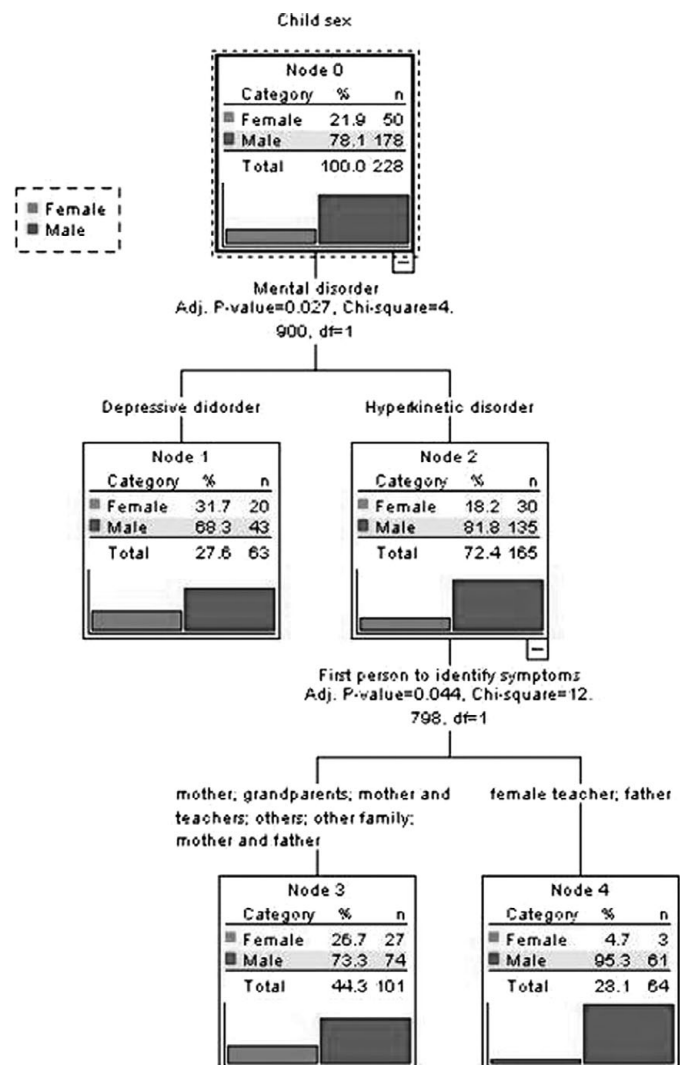 Child sex
Node 0
Category % n
Female 21.9 50
Male 78.1 178
Total 100.0 228
Female
Male
Mental disorder
Adj. P-value=0.027, Chi-square=4.
900, df=1
Depressive didorder
Hyperkinetic disorder
Node 1
Category % n
Female 31.7 20
Male 68.3 43
Total 27.6 63
Node 2
Category % n
Female 18.2 30
Male 81.8 135
Total 72.4 165
First person to identify symptoms
Adj. P-value=0.044, Chi-square=12.
798, df=1
mother; grandparents; mother and
teachers; others; other family;
mother and father
female teacher; father
Node 3
Category % n
Female 26.7 27
Male 73.3 74
Total 44.3 101
Node 4
Category % n
Female 4.7 3
Male 95.3 61
Total 28.1 64